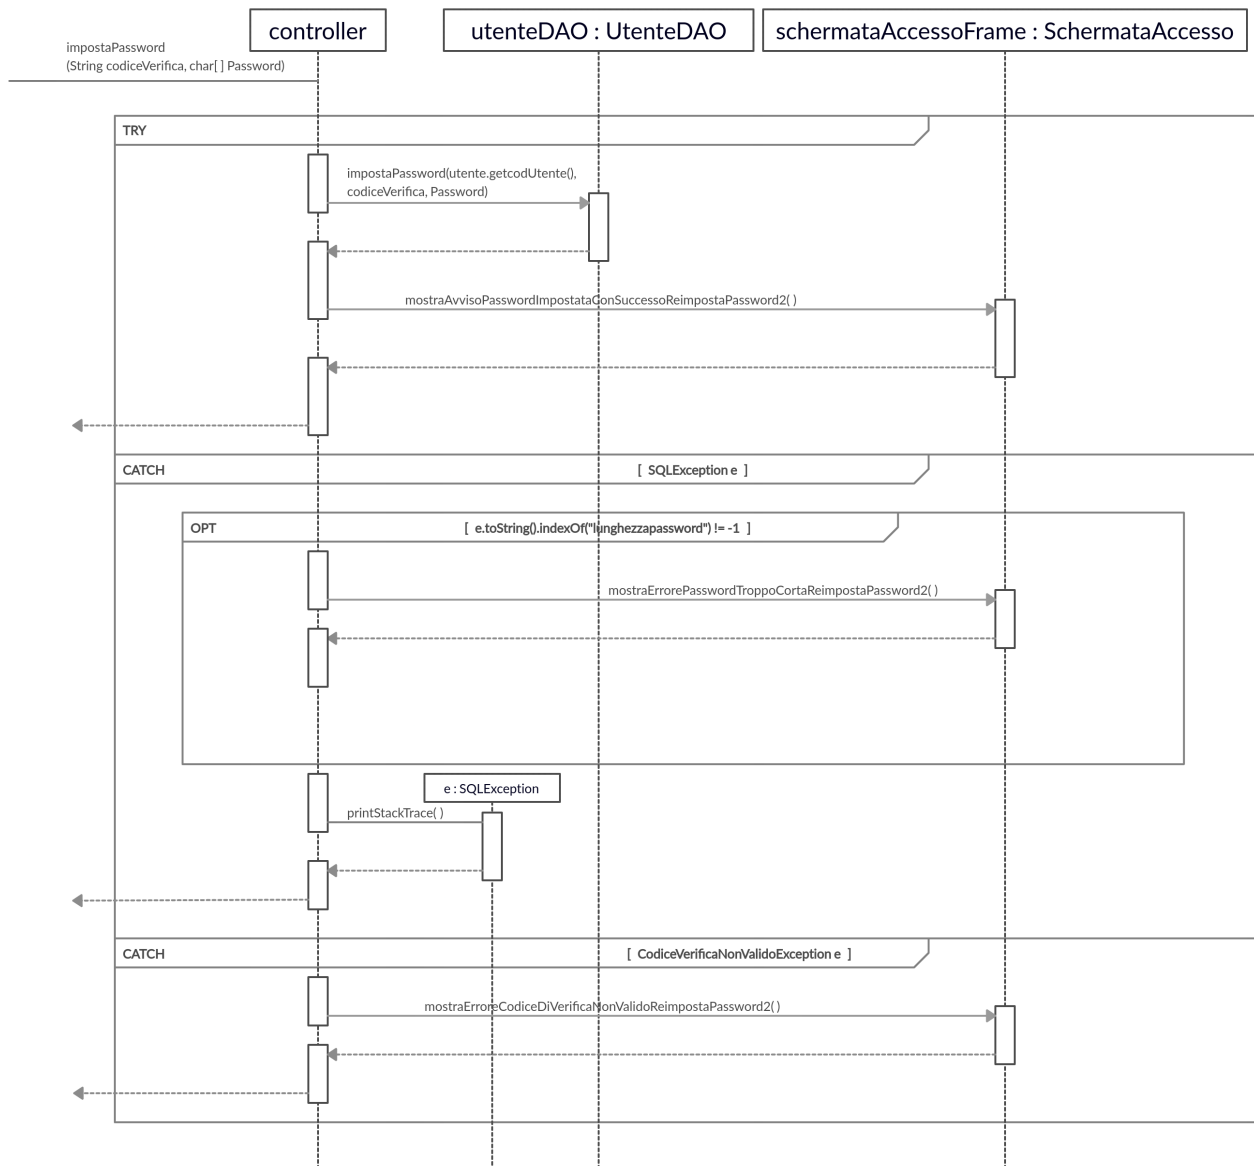 controller
utenteDAO : UtenteDAO
schermataAccessoFrame : SchermataAccesso
impostaPassword
(String codiceVerifica, char[ ] Password)
TRY
impostaPassword(utente.getcodUtente(),
codiceVerifica, Password)
mostraAvvisoPasswordImpostataConSuccessoReimpostaPassword2( )
CATCH [ SQLException e ]
OPT [ e.toString().indexOf("lunghezzapassword") != -1 ]
mostraErrorePasswordTroppoCortaReimpostaPassword2( )
e : SQLException
printStackTrace( )
CATCH [ CodiceVerificaNonValidoException e ]
mostraErroreCodiceDiVerificaNonValidoReimpostaPassword2( )